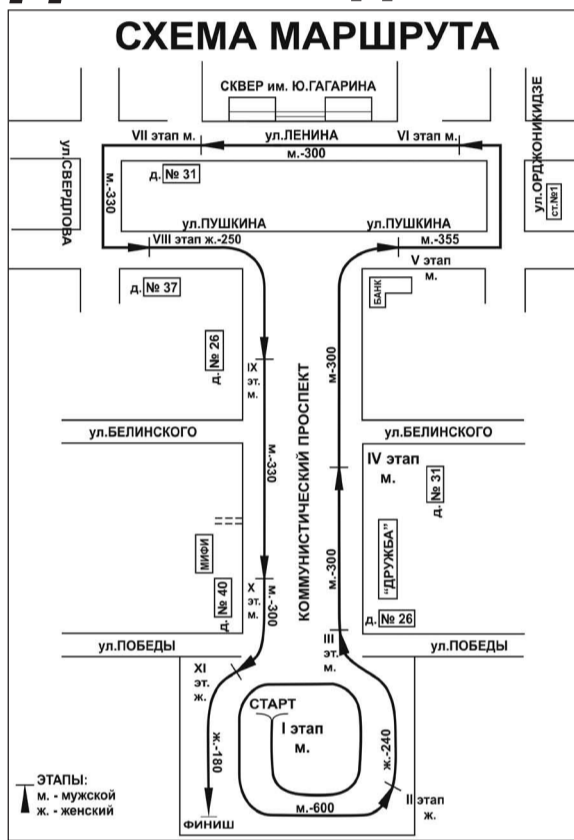 СХЕМА МАРШРУТА
СКВЕР им. Ю.ГАГАРИНА
VII этап м.
ул.ЛЕНИНА
VI этап м.
м.-300
ул.СВЕРДЛОВА
ул.ОРДЖОНИКИДЗЕ
ст.№1
м.-330
д. № 31
ул.ПУШКИНА
ул.ПУШКИНА
VIII этап ж.-250
м.-355
V этап
м.
д. № 37
БАНК
д. № 26
IX
эт.
м.
м-300
КОММУНИСТИЧЕСКИЙ ПРОСПЕКТ
ул.БЕЛИНСКОГО
ул.БЕЛИНСКОГО
м.-330
IV этап
м.
д. № 31
МИФИ
м.-300
"ДРУЖБА"
X
эт.
м.
м.-300
д. № 40
д. № 26
ул.ПОБЕДЫ
III
эт.
м.
ул.ПОБЕДЫ
XI
эт.
ж.
СТАРТ
I этап
м.
ж.-180
ж.-240
ЭТАПЫ:
м. - мужской
ж. - женский
м.-600
II этап
ж.
ФИНИШ